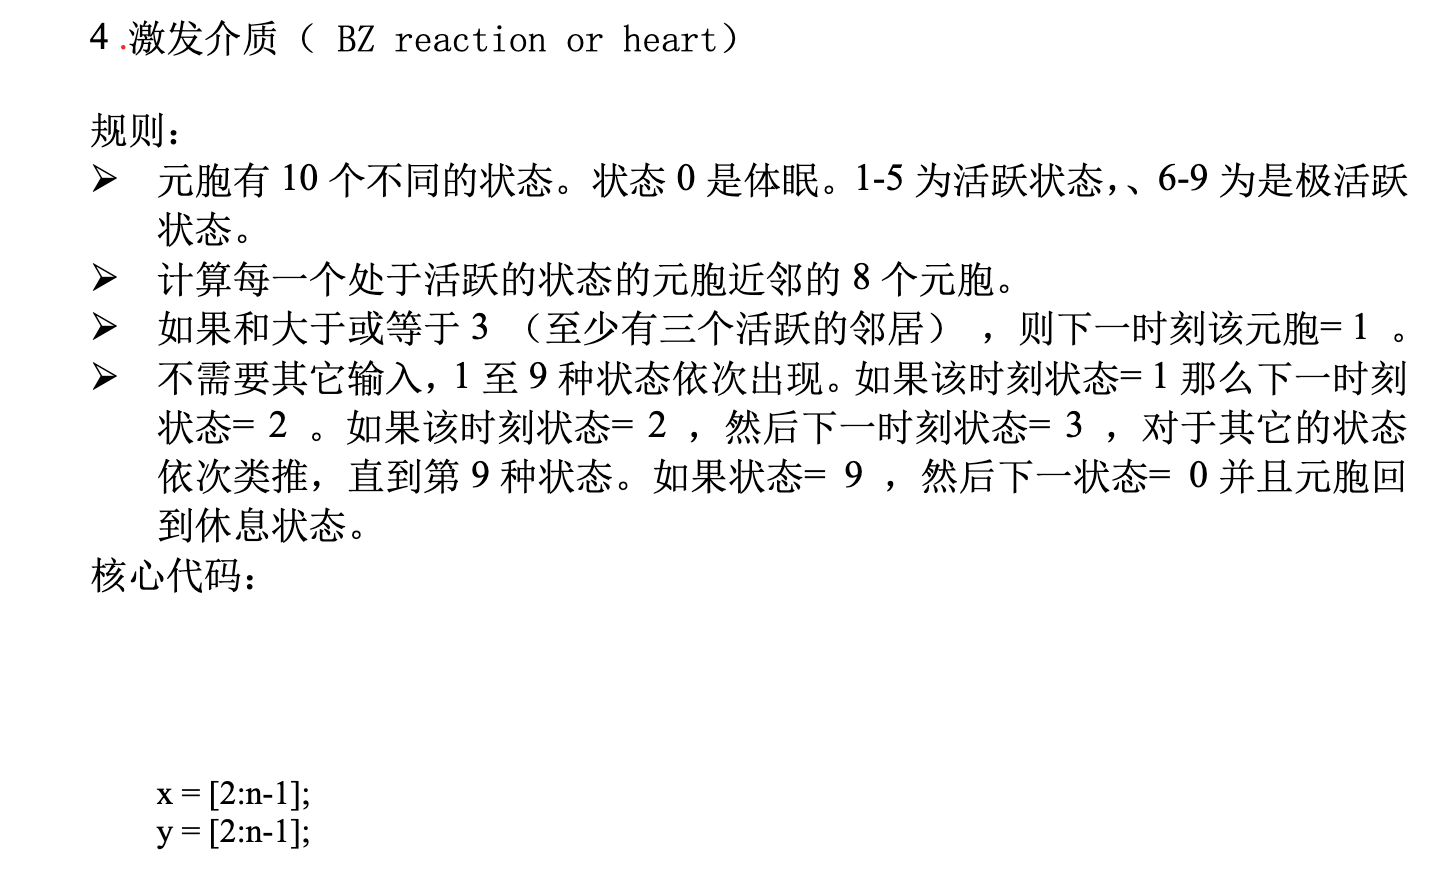 4 .激发介质（ BZ reaction or heart）
规则：
➢ 元胞有 10 个不同的状态。状态 0 是体眠。1-5 为活跃状态，、6-9 为是极活跃
状态。
➢ 计算每一个处于活跃的状态的元胞近邻的 8 个元胞。
➢ 如果和大于或等于 3 （至少有三个活跃的邻居） ，则下一时刻该元胞= 1 。
➢ 不需要其它输入，1 至 9 种状态依次出现。如果该时刻状态= 1 那么下一时刻
状态= 2 。如果该时刻状态= 2 ，然后下一时刻状态= 3 ，对于其它的状态
依次类推，直到第 9 种状态。如果状态= 9 ，然后下一状态= 0 并且元胞回
到休息状态。
核心代码：
x = [2:n-1];
y = [2:n-1];